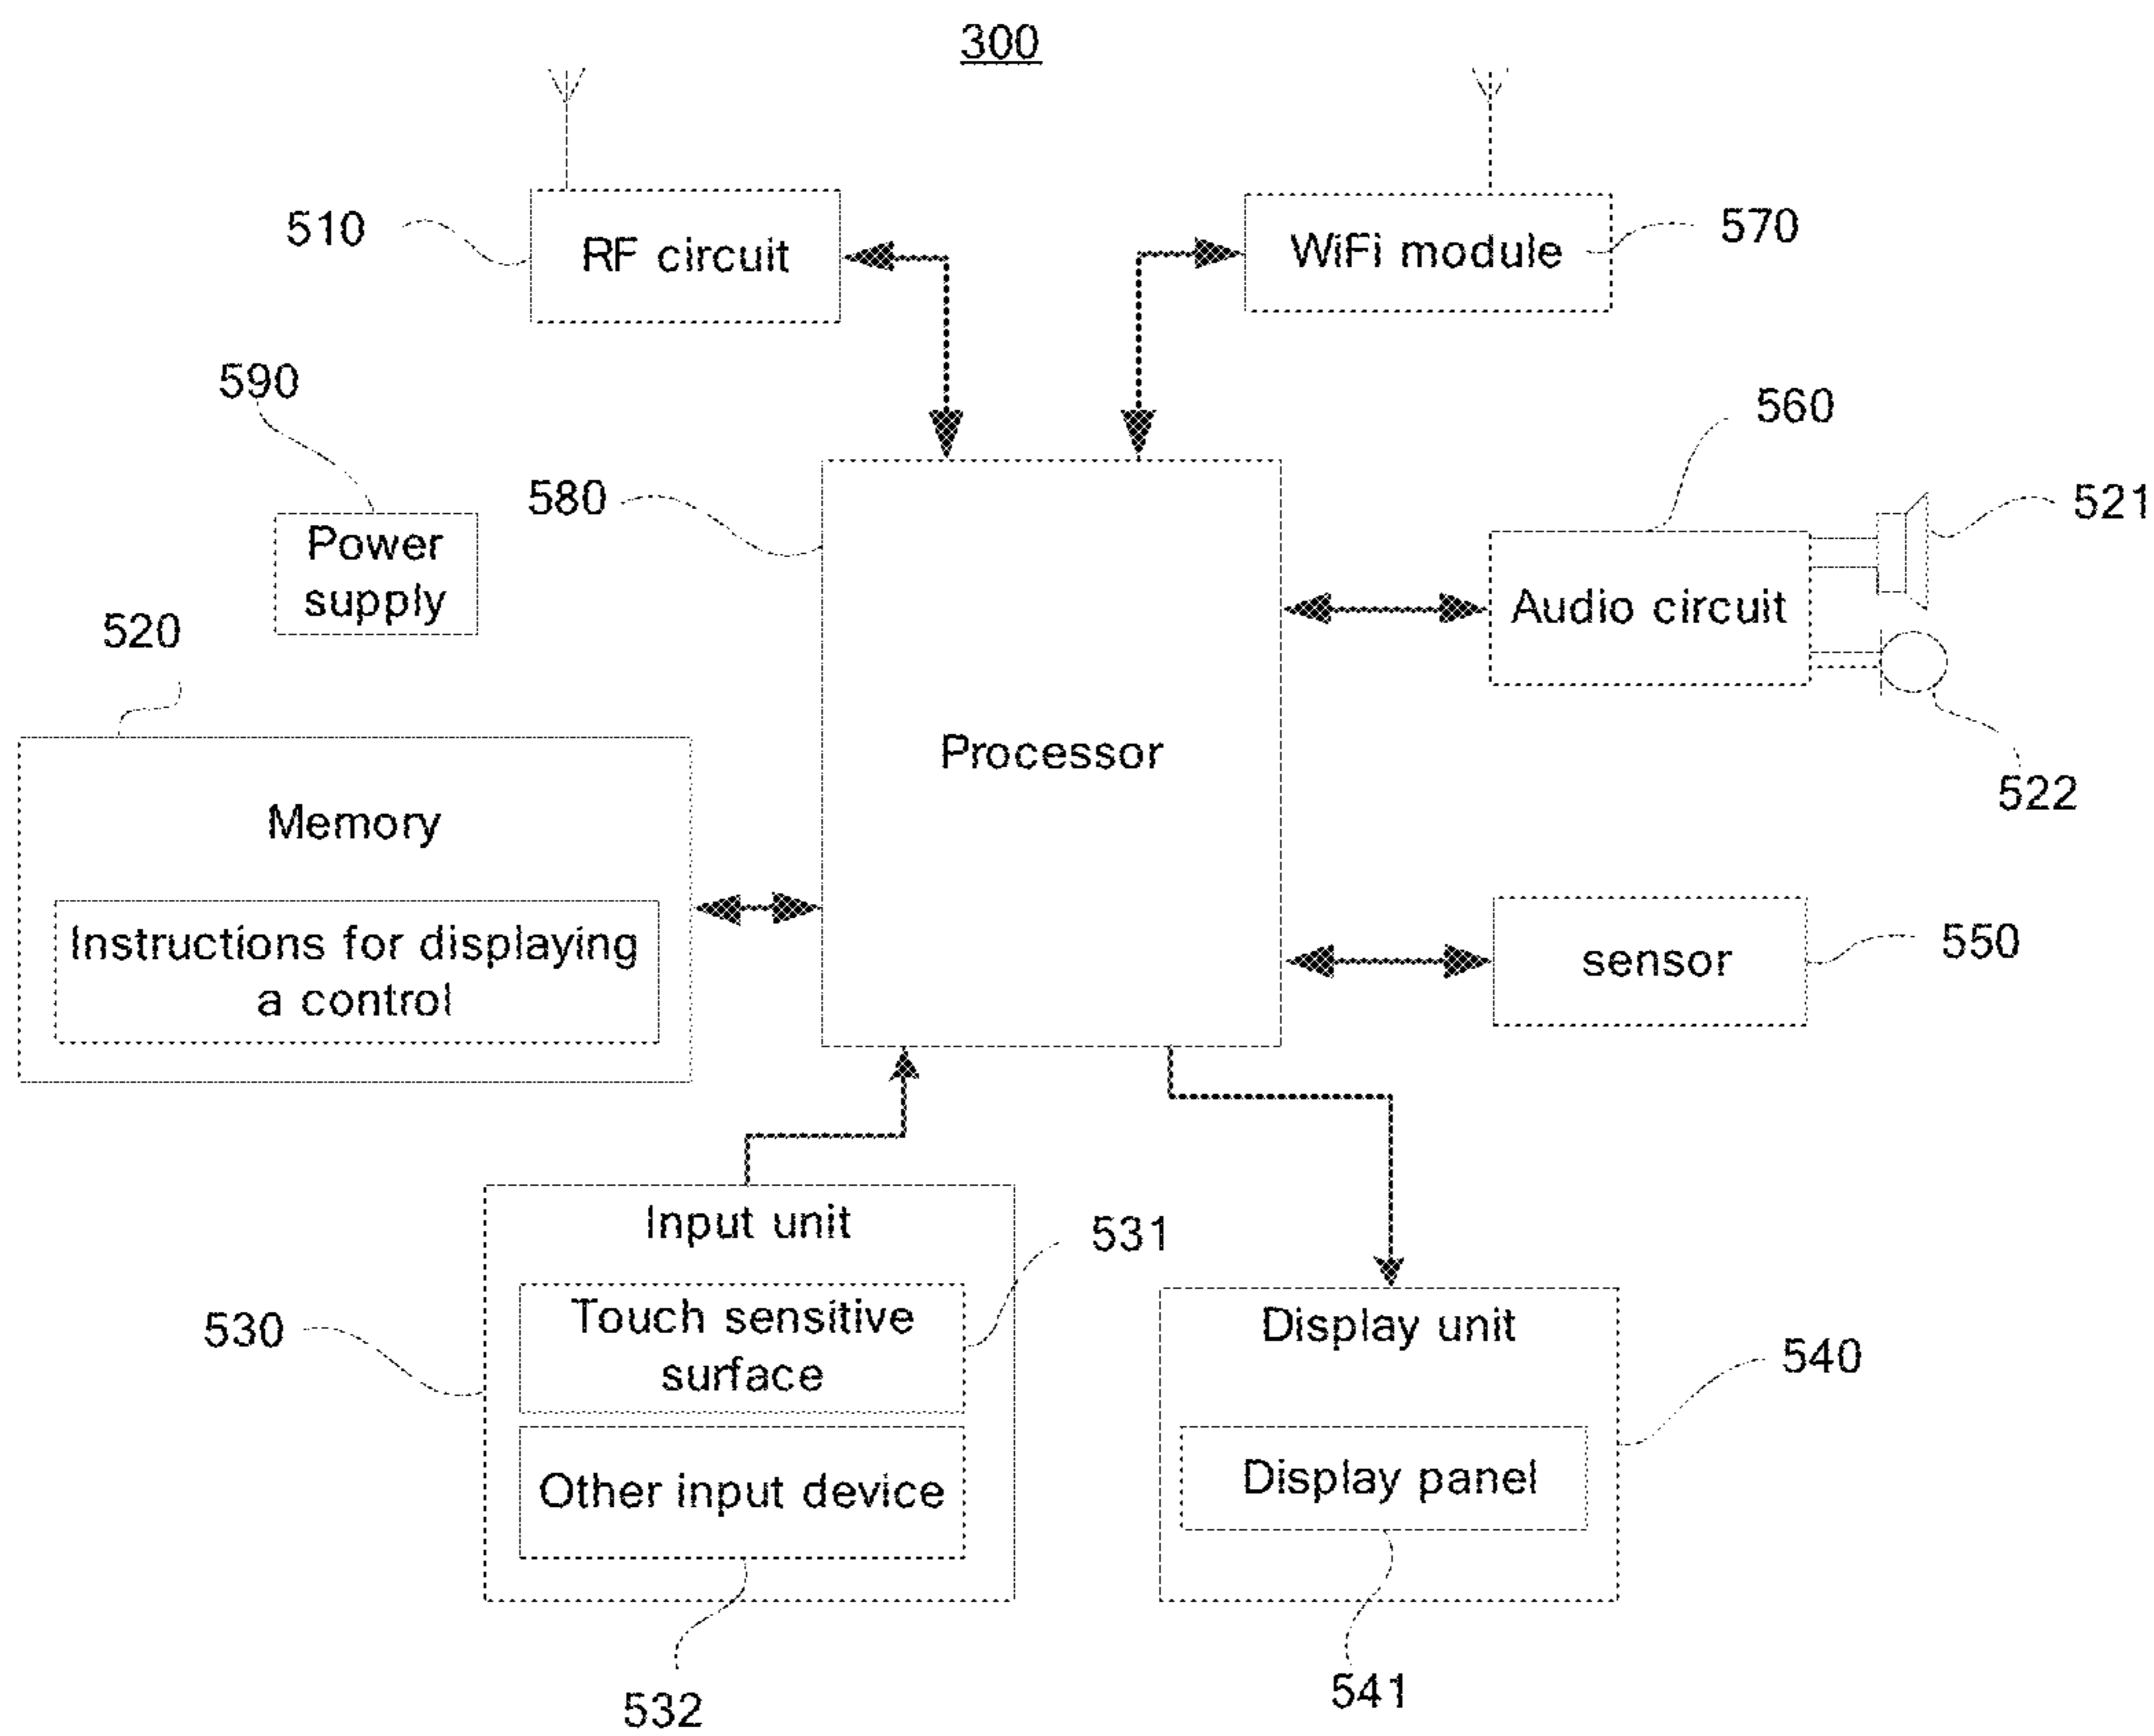 300
510
RF circuit
WiFi module
570
590
560
580
521
Power
supply
Audio circuit
520
Processor
522
Memory
Instructions for displaying
a control
sensor
550
Input unit
531
Touch sensitive
surface
530
Display unit
540
Other input device
Display panel
532
541